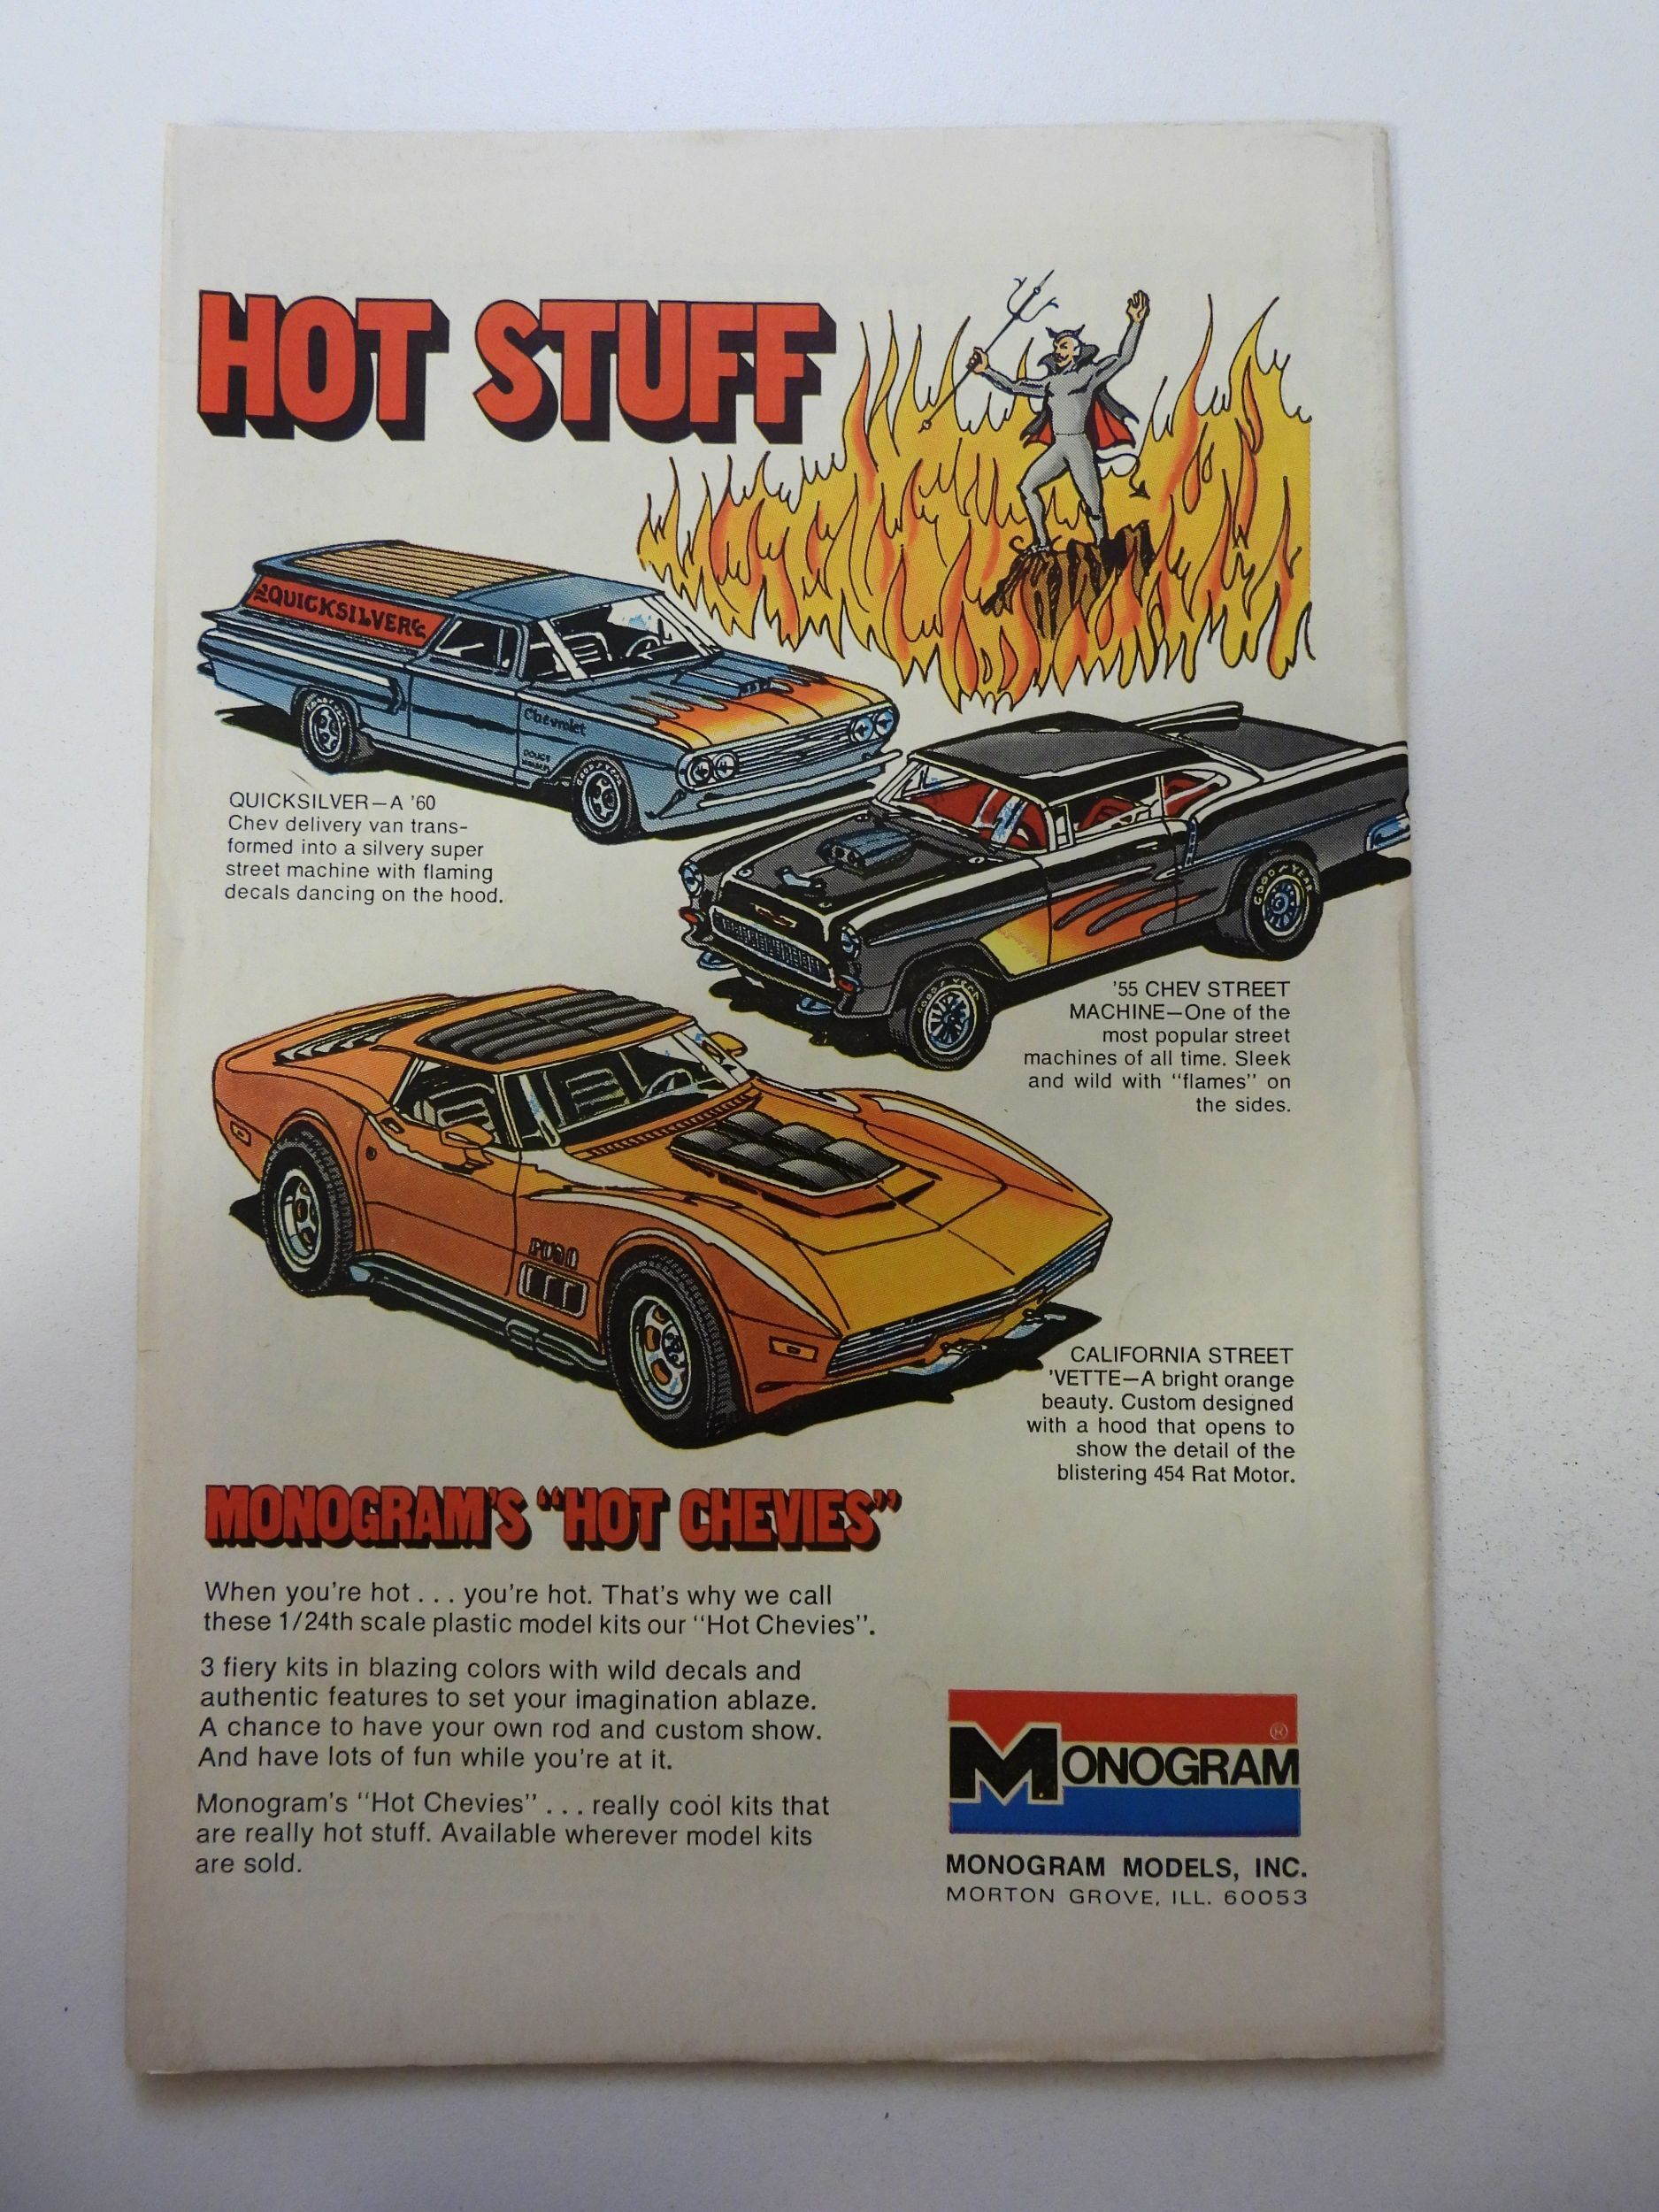 HOT STUFF
QUICKSILVER
Chevrolet
QUICKSILVER—A '60
Chev delivery van trans-
formed into a silvery super
street machine with flaming
decals dancing on the hood.
GOODYEAR
'55 CHEV STREET
MACHINE—One of the
most popular street
machines of all time. Sleek
and wild with "flames" on
the sides.
CALIFORNIA STREET
'VETTE—A bright orange
beauty. Custom designed
with a hood that opens to
show the detail of the
blistering 454 Rat Motor.
MONOGRAM'S "HOT CHEVIES"
When you're hot . . . you're hot. That's why we call
these 1/24th scale plastic model kits our "Hot Chevies".
3 fiery kits in blazing colors with wild decals and
authentic features to set your imagination ablaze.
A chance to have your own rod and custom show.
And have lots of fun while you're at it.
Monogram's "Hot Chevies" . . . really cool kits that
are really hot stuff. Available wherever model kits
are sold.
MONOGRAM ®
MONOGRAM MODELS, INC.
MORTON GROVE, ILL. 60053